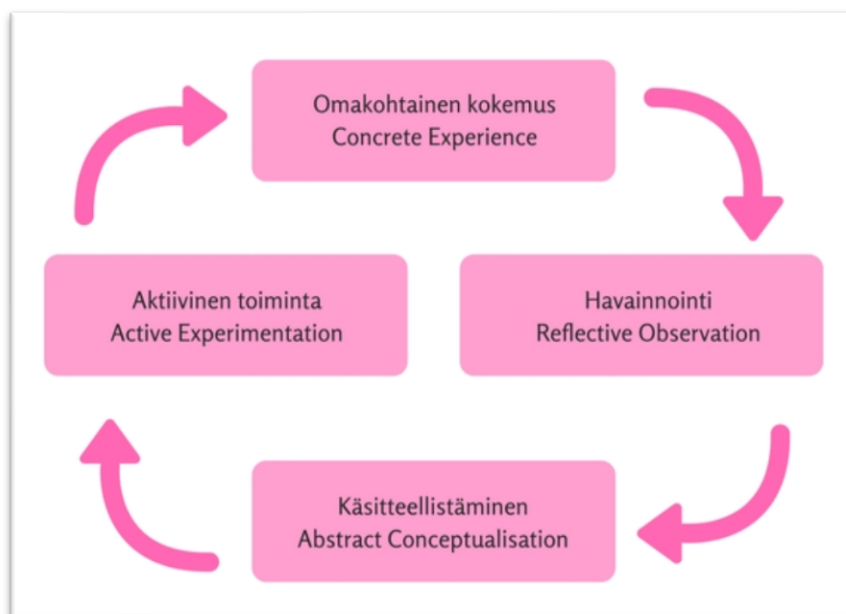 Omakohtainen kokemus
Concrete Experience
Aktiivinen toiminta
Active Experimentation
Havainnointi
Reflective Observation
Käsitteellistäminen
Abstract Conceptualisation